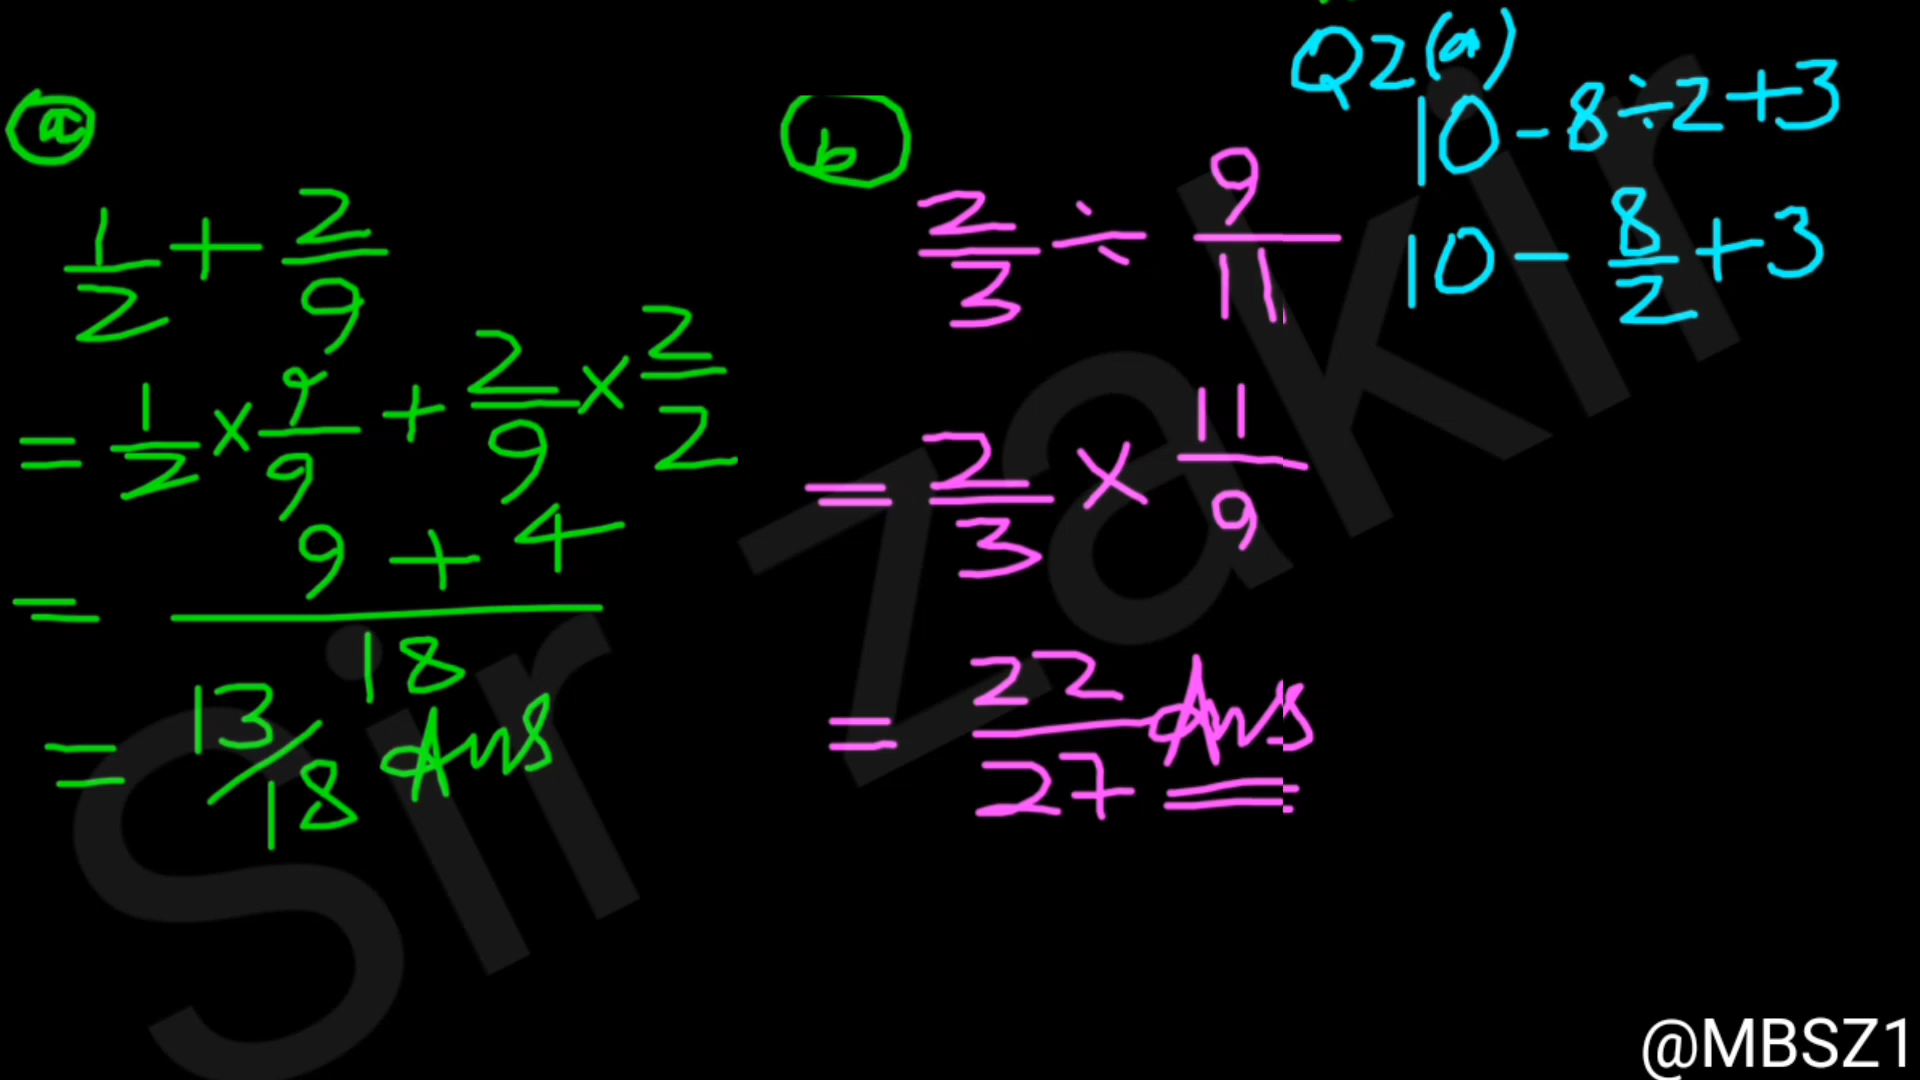 (a)
1/2 + 2/9
= 1/2 × 9/9 + 2/9 × 2/2
= 9 + 4 / 18
= 13/18 Ans
(b)
2/3 ÷ 9/11
= 2/3 × 11/9
= 22/27 Ans
Q2(a)
10 - 8 ÷ 2 + 3
10 - 8/2 + 3
Sir Zakir
@MBSZ1